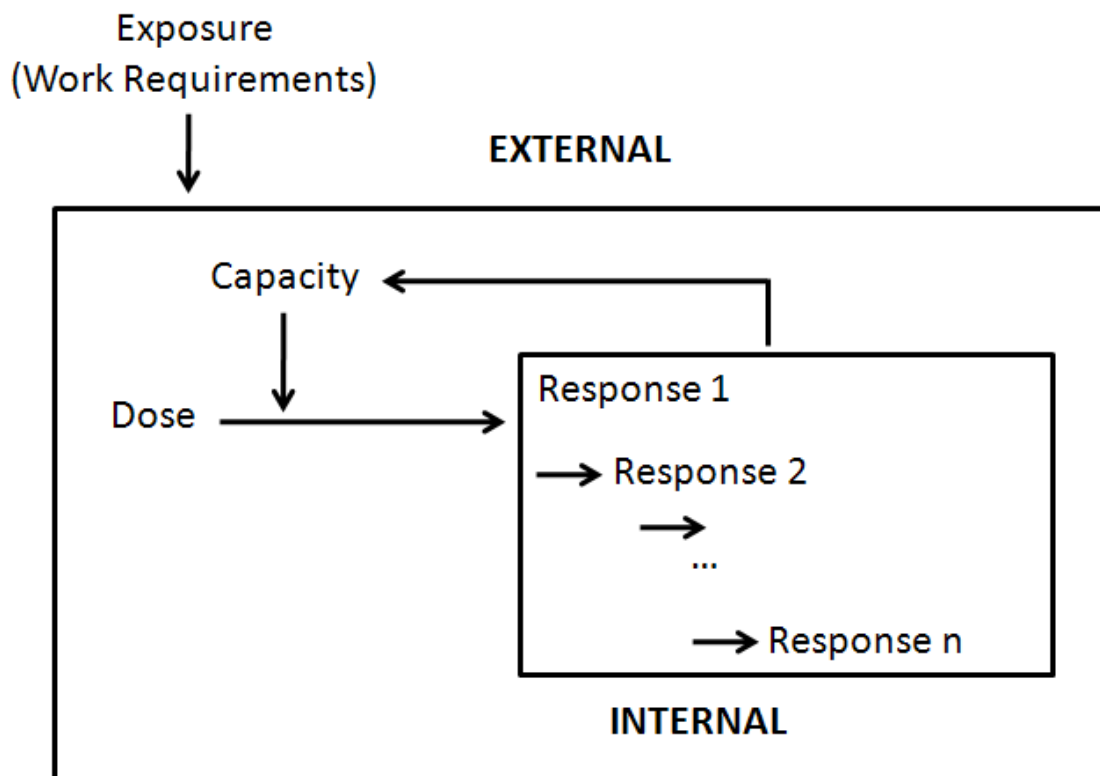 Exposure
(Work Requirements)
EXTERNAL
Capacity
Dose
Response 1
Response 2
...
Response n
INTERNAL